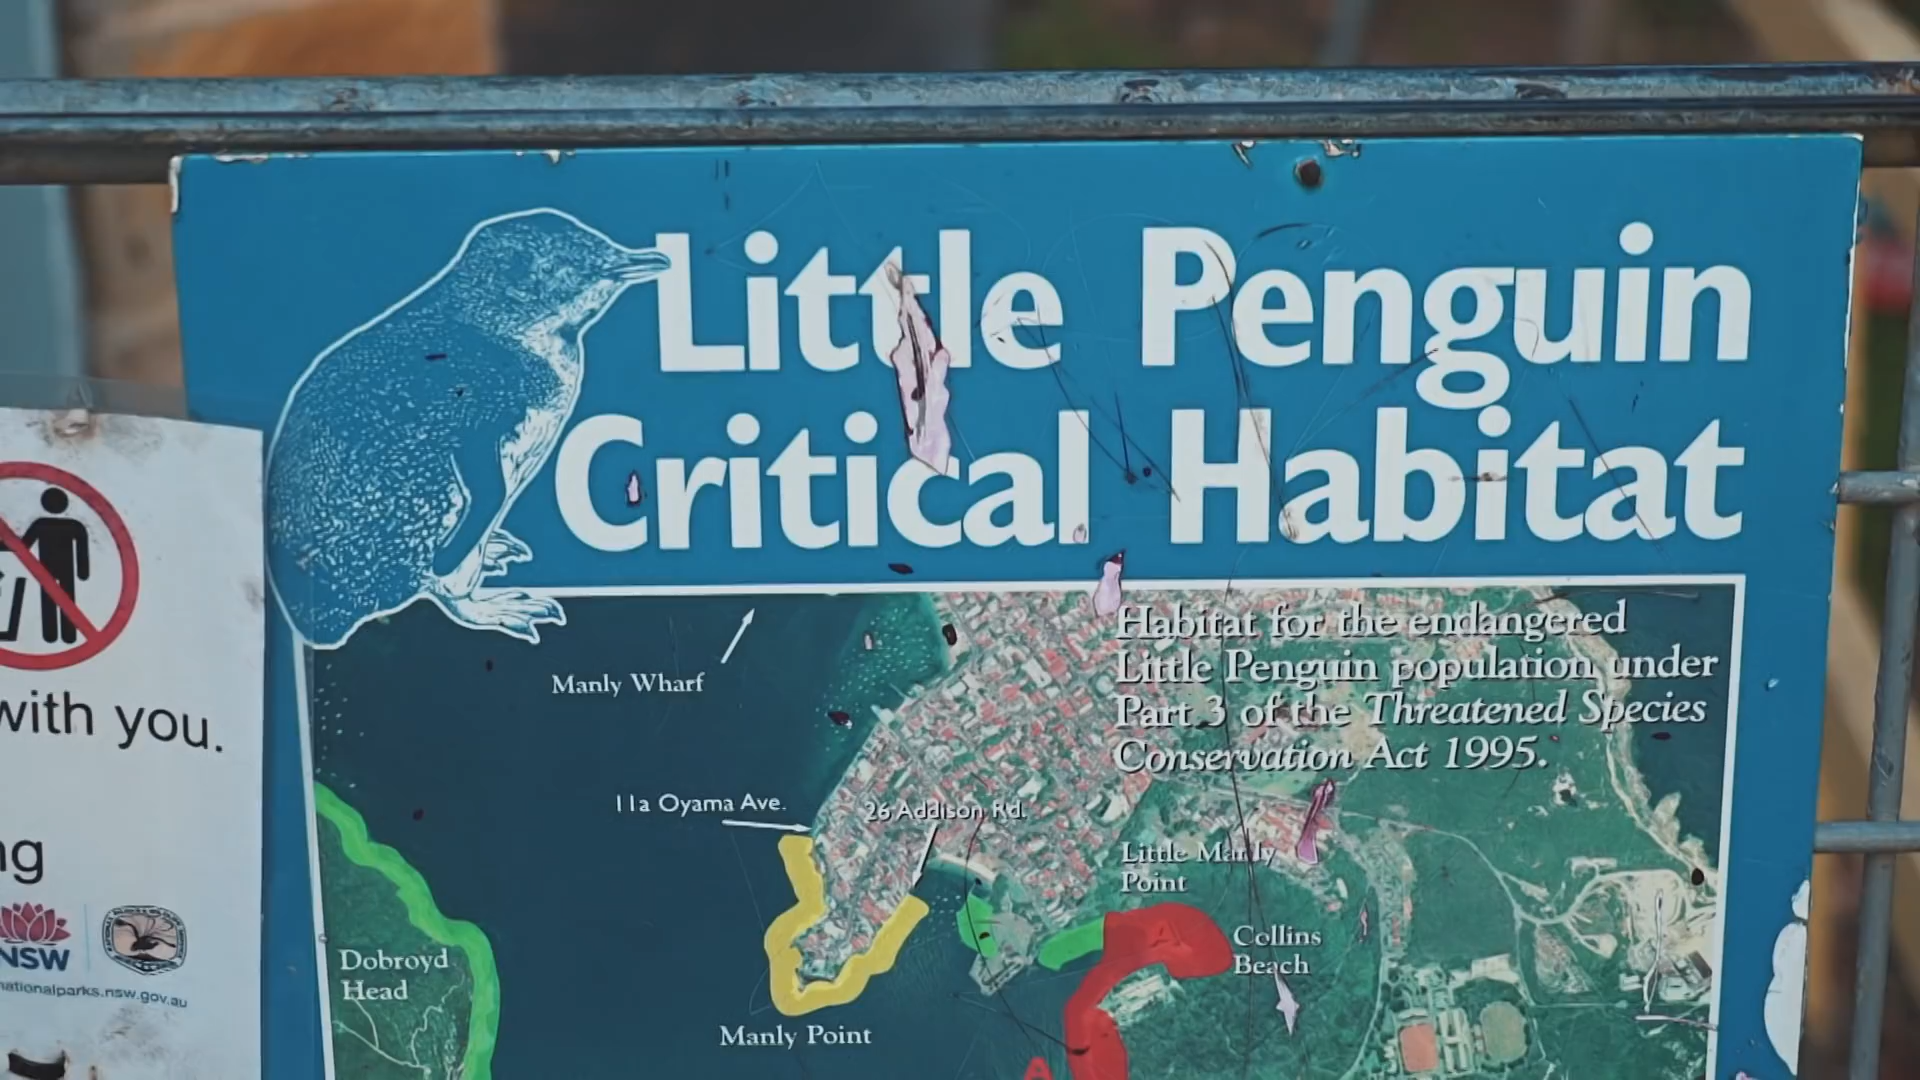 Little Penguin
Critical Habitat
Habitat for the endangered
Little Penguin population under
Part 3 of the Threatened Species
Conservation Act 1995.
Manly Wharf
11a Oyama Ave.
26 Addison Rd.
Little Manly
Point
Collins
Beach
Dobroyd
Head
Manly Point
A
A
with you.
ng
NSW
nationalparks.nsw.gov.au